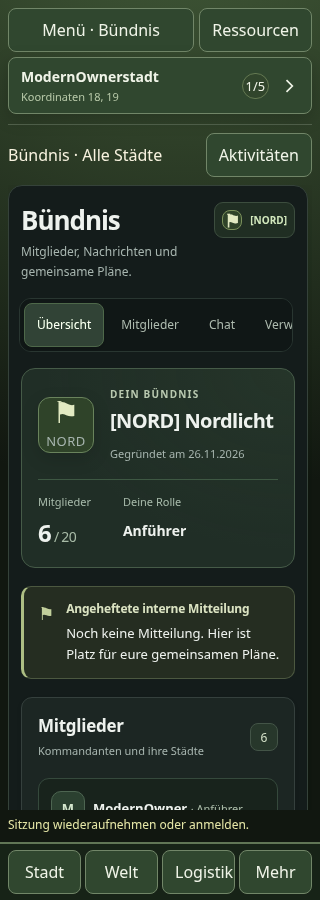 Menü · Bündnis
Ressourcen
ModernOwnerstadt
Koordinaten 18, 19
1/5
Bündnis · Alle Städte
Aktivitäten
Bündnis
[NORD]
Mitglieder, Nachrichten und
gemeinsame Pläne.
Übersicht
Mitglieder
Chat
Verw
NORD
DEIN BÜNDNIS
[NORD] Nordlicht
Gegründet am 26.11.2026
Mitglieder
Deine Rolle
6 / 20
Anführer
Angeheftete interne Mitteilung
Noch keine Mitteilung. Hier ist
Platz für eure gemeinsamen Pläne.
Mitglieder
6
Kommandanten und ihre Städte
M
ModernOwner · Anführer
Sitzung wiederaufnehmen oder anmelden.
Stadt
Welt
Logistik
Mehr